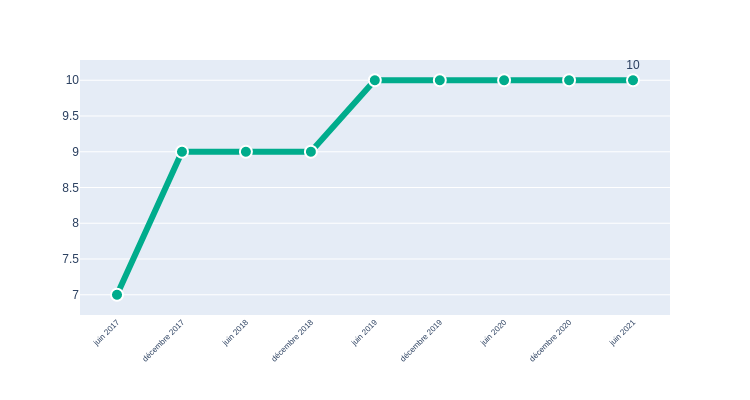 10
10
9.5
9
8.5
8
7.5
7
juin 2017
décembre 2017
juin 2018
décembre 2018
juin 2019
décembre 2019
juin 2020
décembre 2020
juin 2021